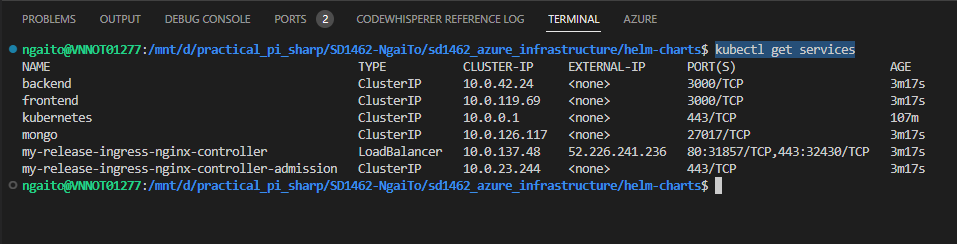 PROBLEMS OUTPUT DEBUG CONSOLE PORTS 2 CODEWHISPERER REFERENCE LOG TERMINAL AZURE
ngaito@VNNOT01277:/mnt/d/practical_pi_sharp/SD1462-NgaiTo/sd1462_azure_infrastructure/helm-charts$ kubectl get services
NAME TYPE CLUSTER-IP EXTERNAL-IP PORT(S) AGE
backend ClusterIP 10.0.42.24 <none> 3000/TCP 3m17s
frontend ClusterIP 10.0.119.69 <none> 3000/TCP 3m17s
kubernetes ClusterIP 10.0.0.1 <none> 443/TCP 107m
mongo ClusterIP 10.0.126.117 <none> 27017/TCP 3m17s
my-release-ingress-nginx-controller LoadBalancer 10.0.137.48 52.226.241.236 80:31857/TCP,443:32430/TCP 3m17s
my-release-ingress-nginx-controller-admission ClusterIP 10.0.23.244 <none> 443/TCP 3m17s
ngaito@VNNOT01277:/mnt/d/practical_pi_sharp/SD1462-NgaiTo/sd1462_azure_infrastructure/helm-charts$